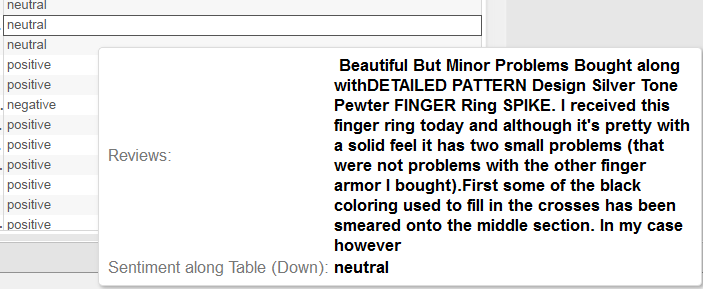 neutral
neutral
neutral
positive
positive
negative
positive
positive
positive
positive
positive
positive
Beautiful But Minor Problems Bought along
withDETAILED PATTERN Design Silver Tone
Pewter FINGER Ring SPIKE. I received this
finger ring today and although it's pretty with
a solid feel it has two small problems (that
were not problems with the other finger
armor I bought).First some of the black
coloring used to fill in the crosses has been
smeared onto the middle section. In my case
however
Reviews:
Sentiment along Table (Down): neutral